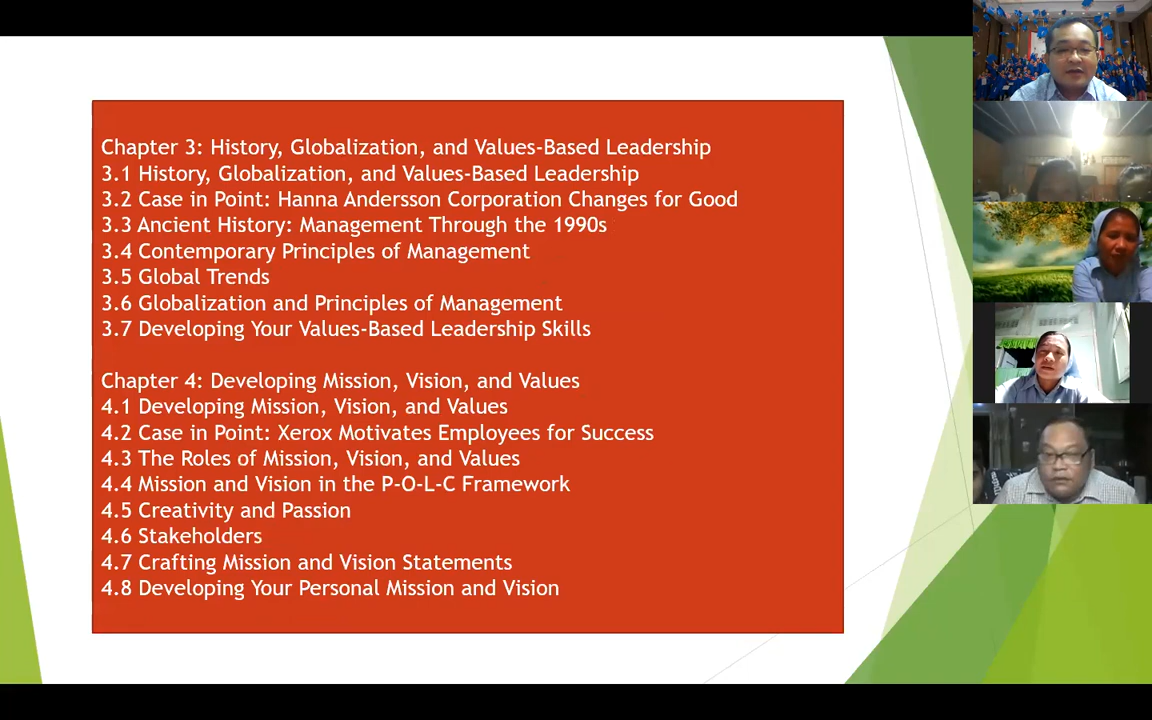 Chapter 3: History, Globalization, and Values-Based Leadership
3.1 History, Globalization, and Values-Based Leadership
3.2 Case in Point: Hanna Andersson Corporation Changes for Good
3.3 Ancient History: Management Through the 1990s
3.4 Contemporary Principles of Management
3.5 Global Trends
3.6 Globalization and Principles of Management
3.7 Developing Your Values-Based Leadership Skills
Chapter 4: Developing Mission, Vision, and Values
4.1 Developing Mission, Vision, and Values
4.2 Case in Point: Xerox Motivates Employees for Success
4.3 The Roles of Mission, Vision, and Values
4.4 Mission and Vision in the P-O-L-C Framework
4.5 Creativity and Passion
4.6 Stakeholders
4.7 Crafting Mission and Vision Statements
4.8 Developing Your Personal Mission and Vision